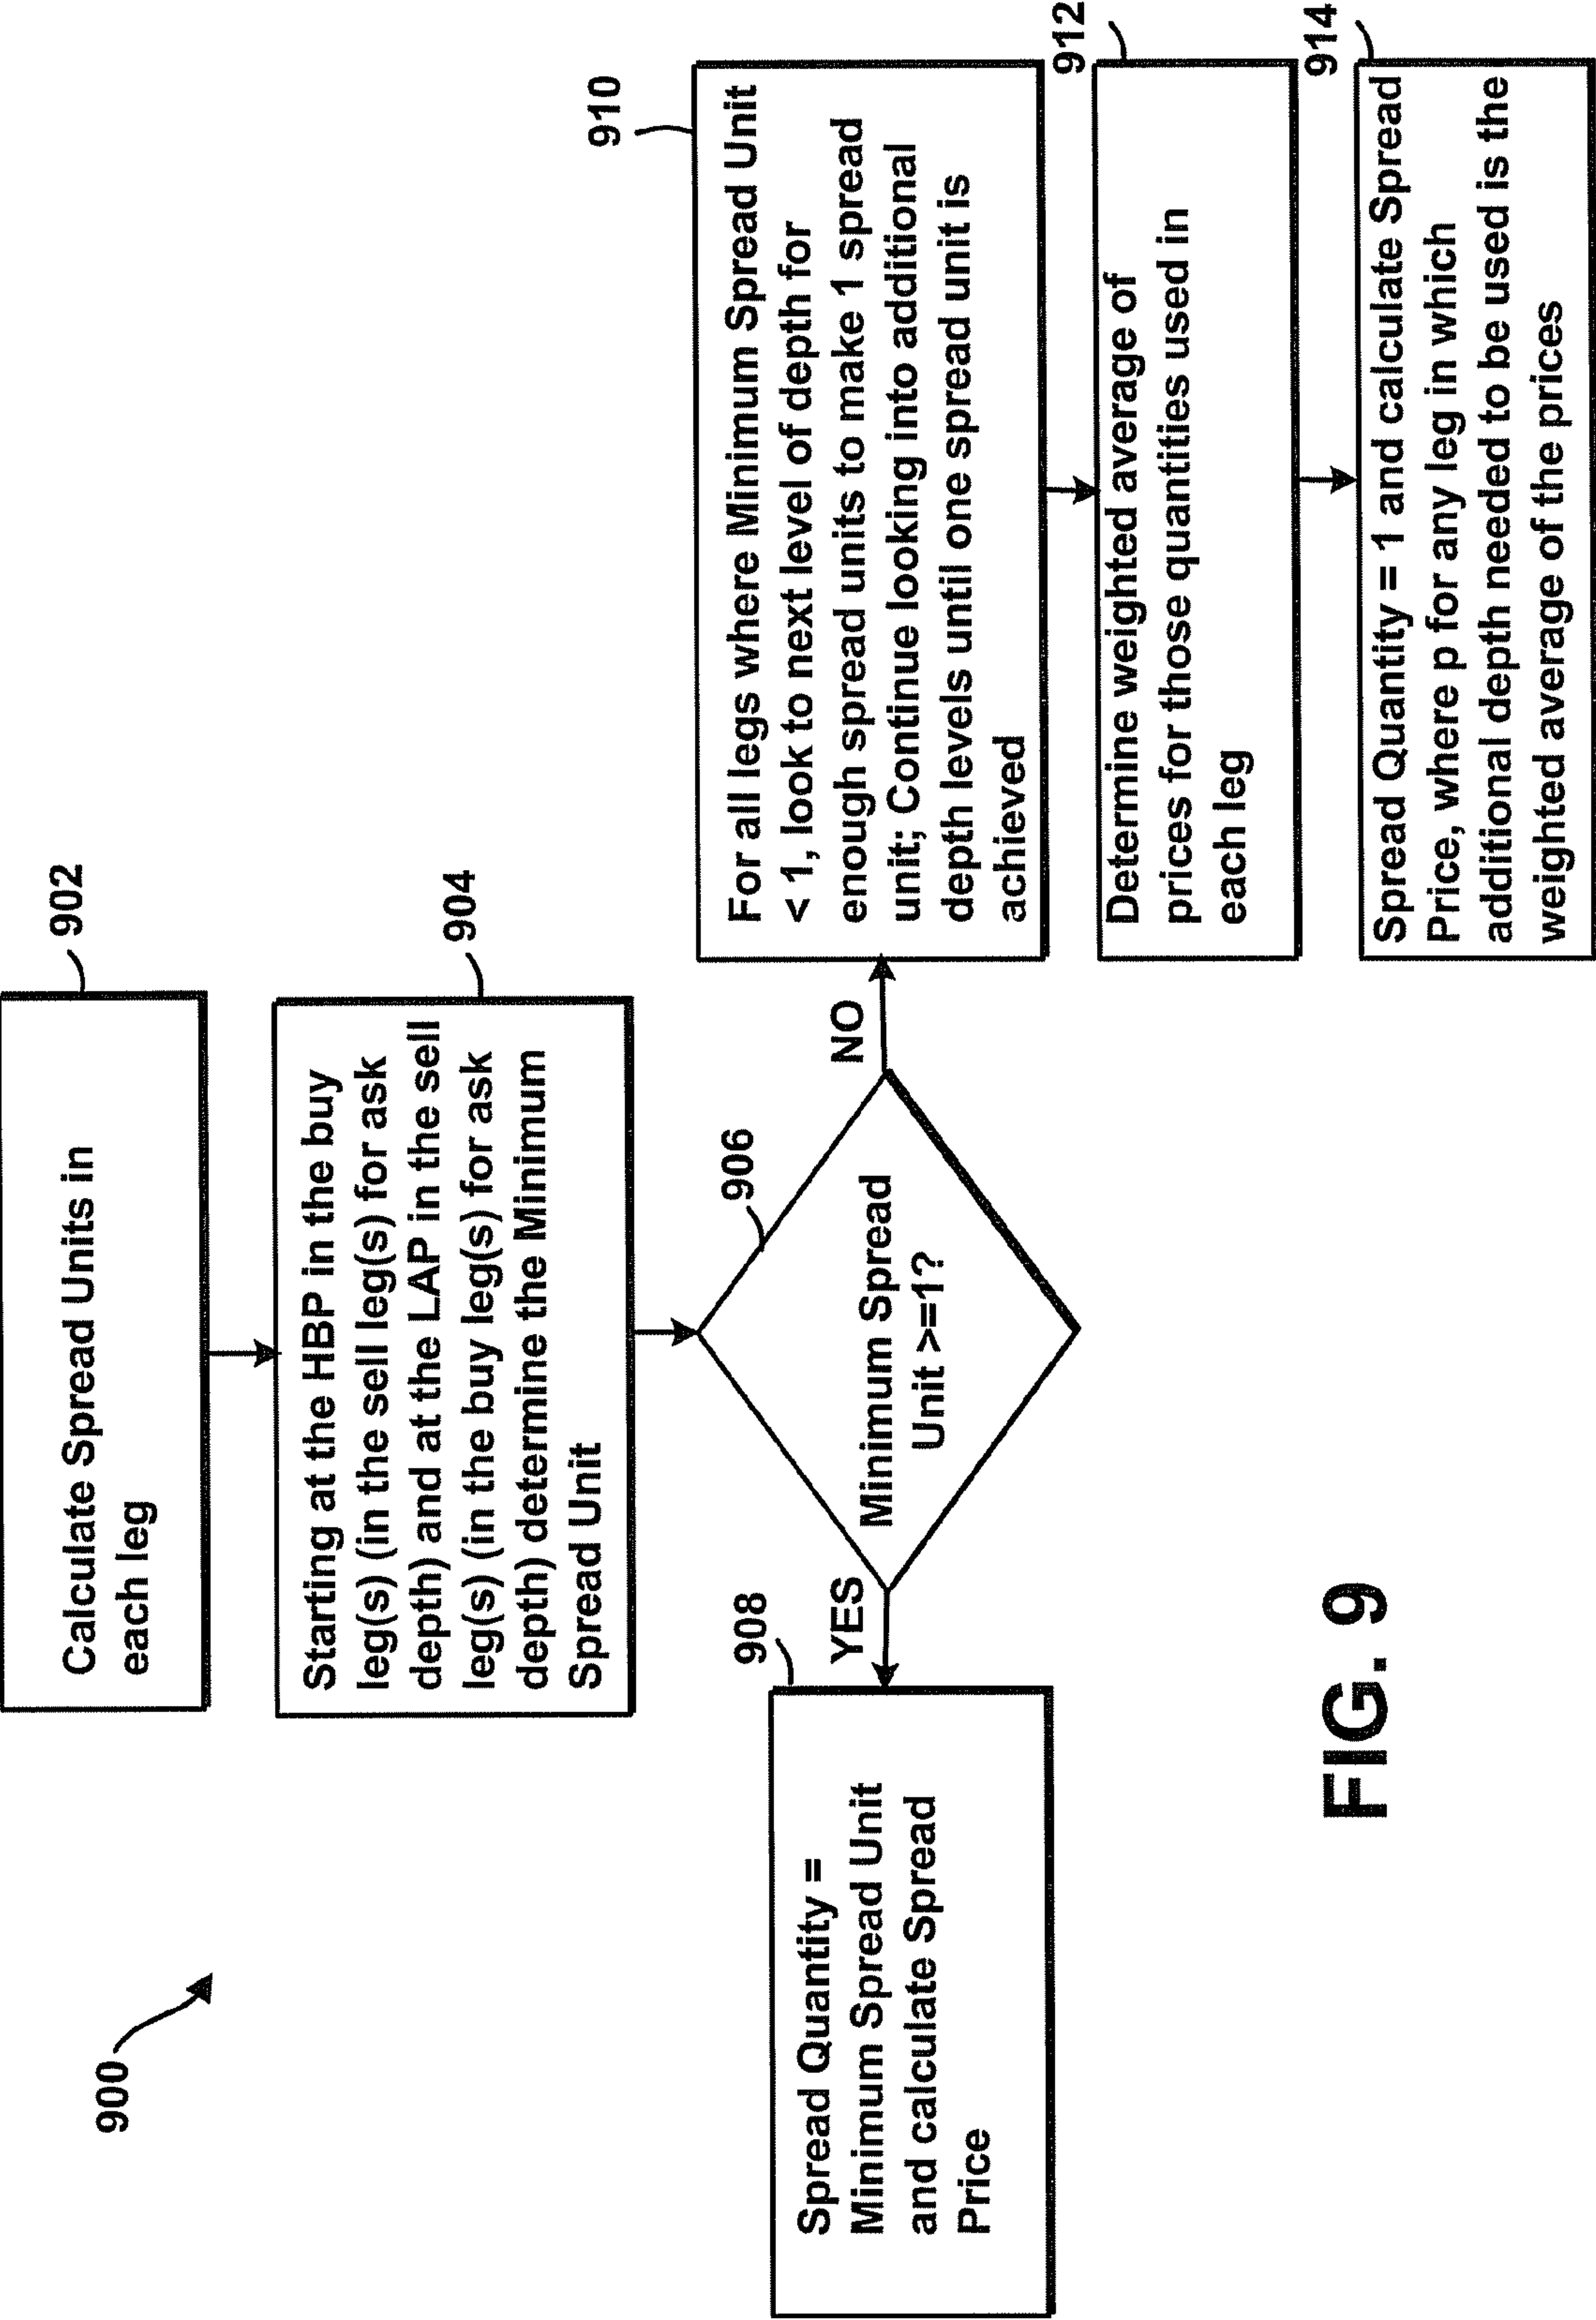 900
902
Calculate Spread Units in
each leg
904
Starting at the HBP in the buy
leg(s) (in the sell leg(s) for ask
depth) and at the LAP in the sell
leg(s) (in the buy leg(s) for ask
depth) determine the Minimum
Spread Unit
906
Minimum Spread
Unit >=1?
YES
NO
908
Spread Quantity =
Minimum Spread Unit
and calculate Spread
Price
910
For all legs where Minimum Spread Unit
< 1, look to next level of depth for
enough spread units to make 1 spread
unit; Continue looking into additional
depth levels until one spread unit is
achieved
912
Determine weighted average of
prices for those quantities used in
each leg
914
Spread Quantity = 1 and calculate Spread
Price, where p for any leg in which
additional depth needed to be used is the
weighted average of the prices
FIG. 9